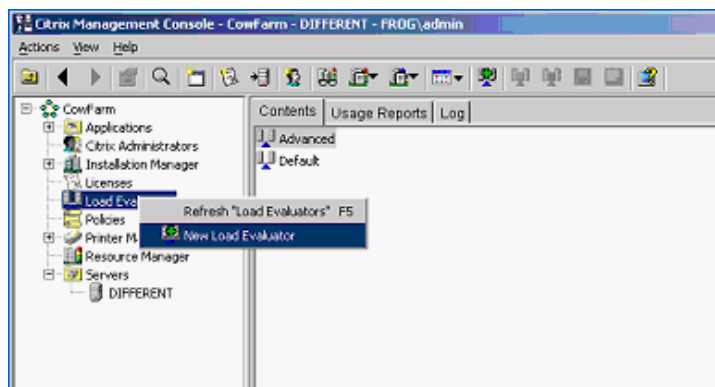 Citrix Management Console - CowFarm - DIFFERENT - FROG\admin
Actions View Help
CowFarm
Applications
Citrix Administrators
Installation Manager
Licenses
Load Eva
Policies
Printer M
Resource Manager
Servers
DIFFERENT
Contents Usage Reports Log
Advanced
Default
Refresh "Load Evaluators" F5
New Load Evaluator